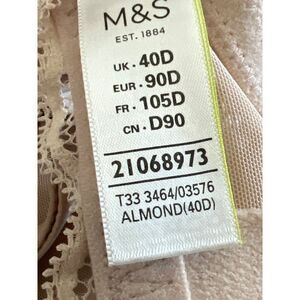 M&S
EST. 1884
UK · 40D
EUR · 90D
FR · 105D
CN · D90
21068973
T33 3464/03576
ALMOND(40D)